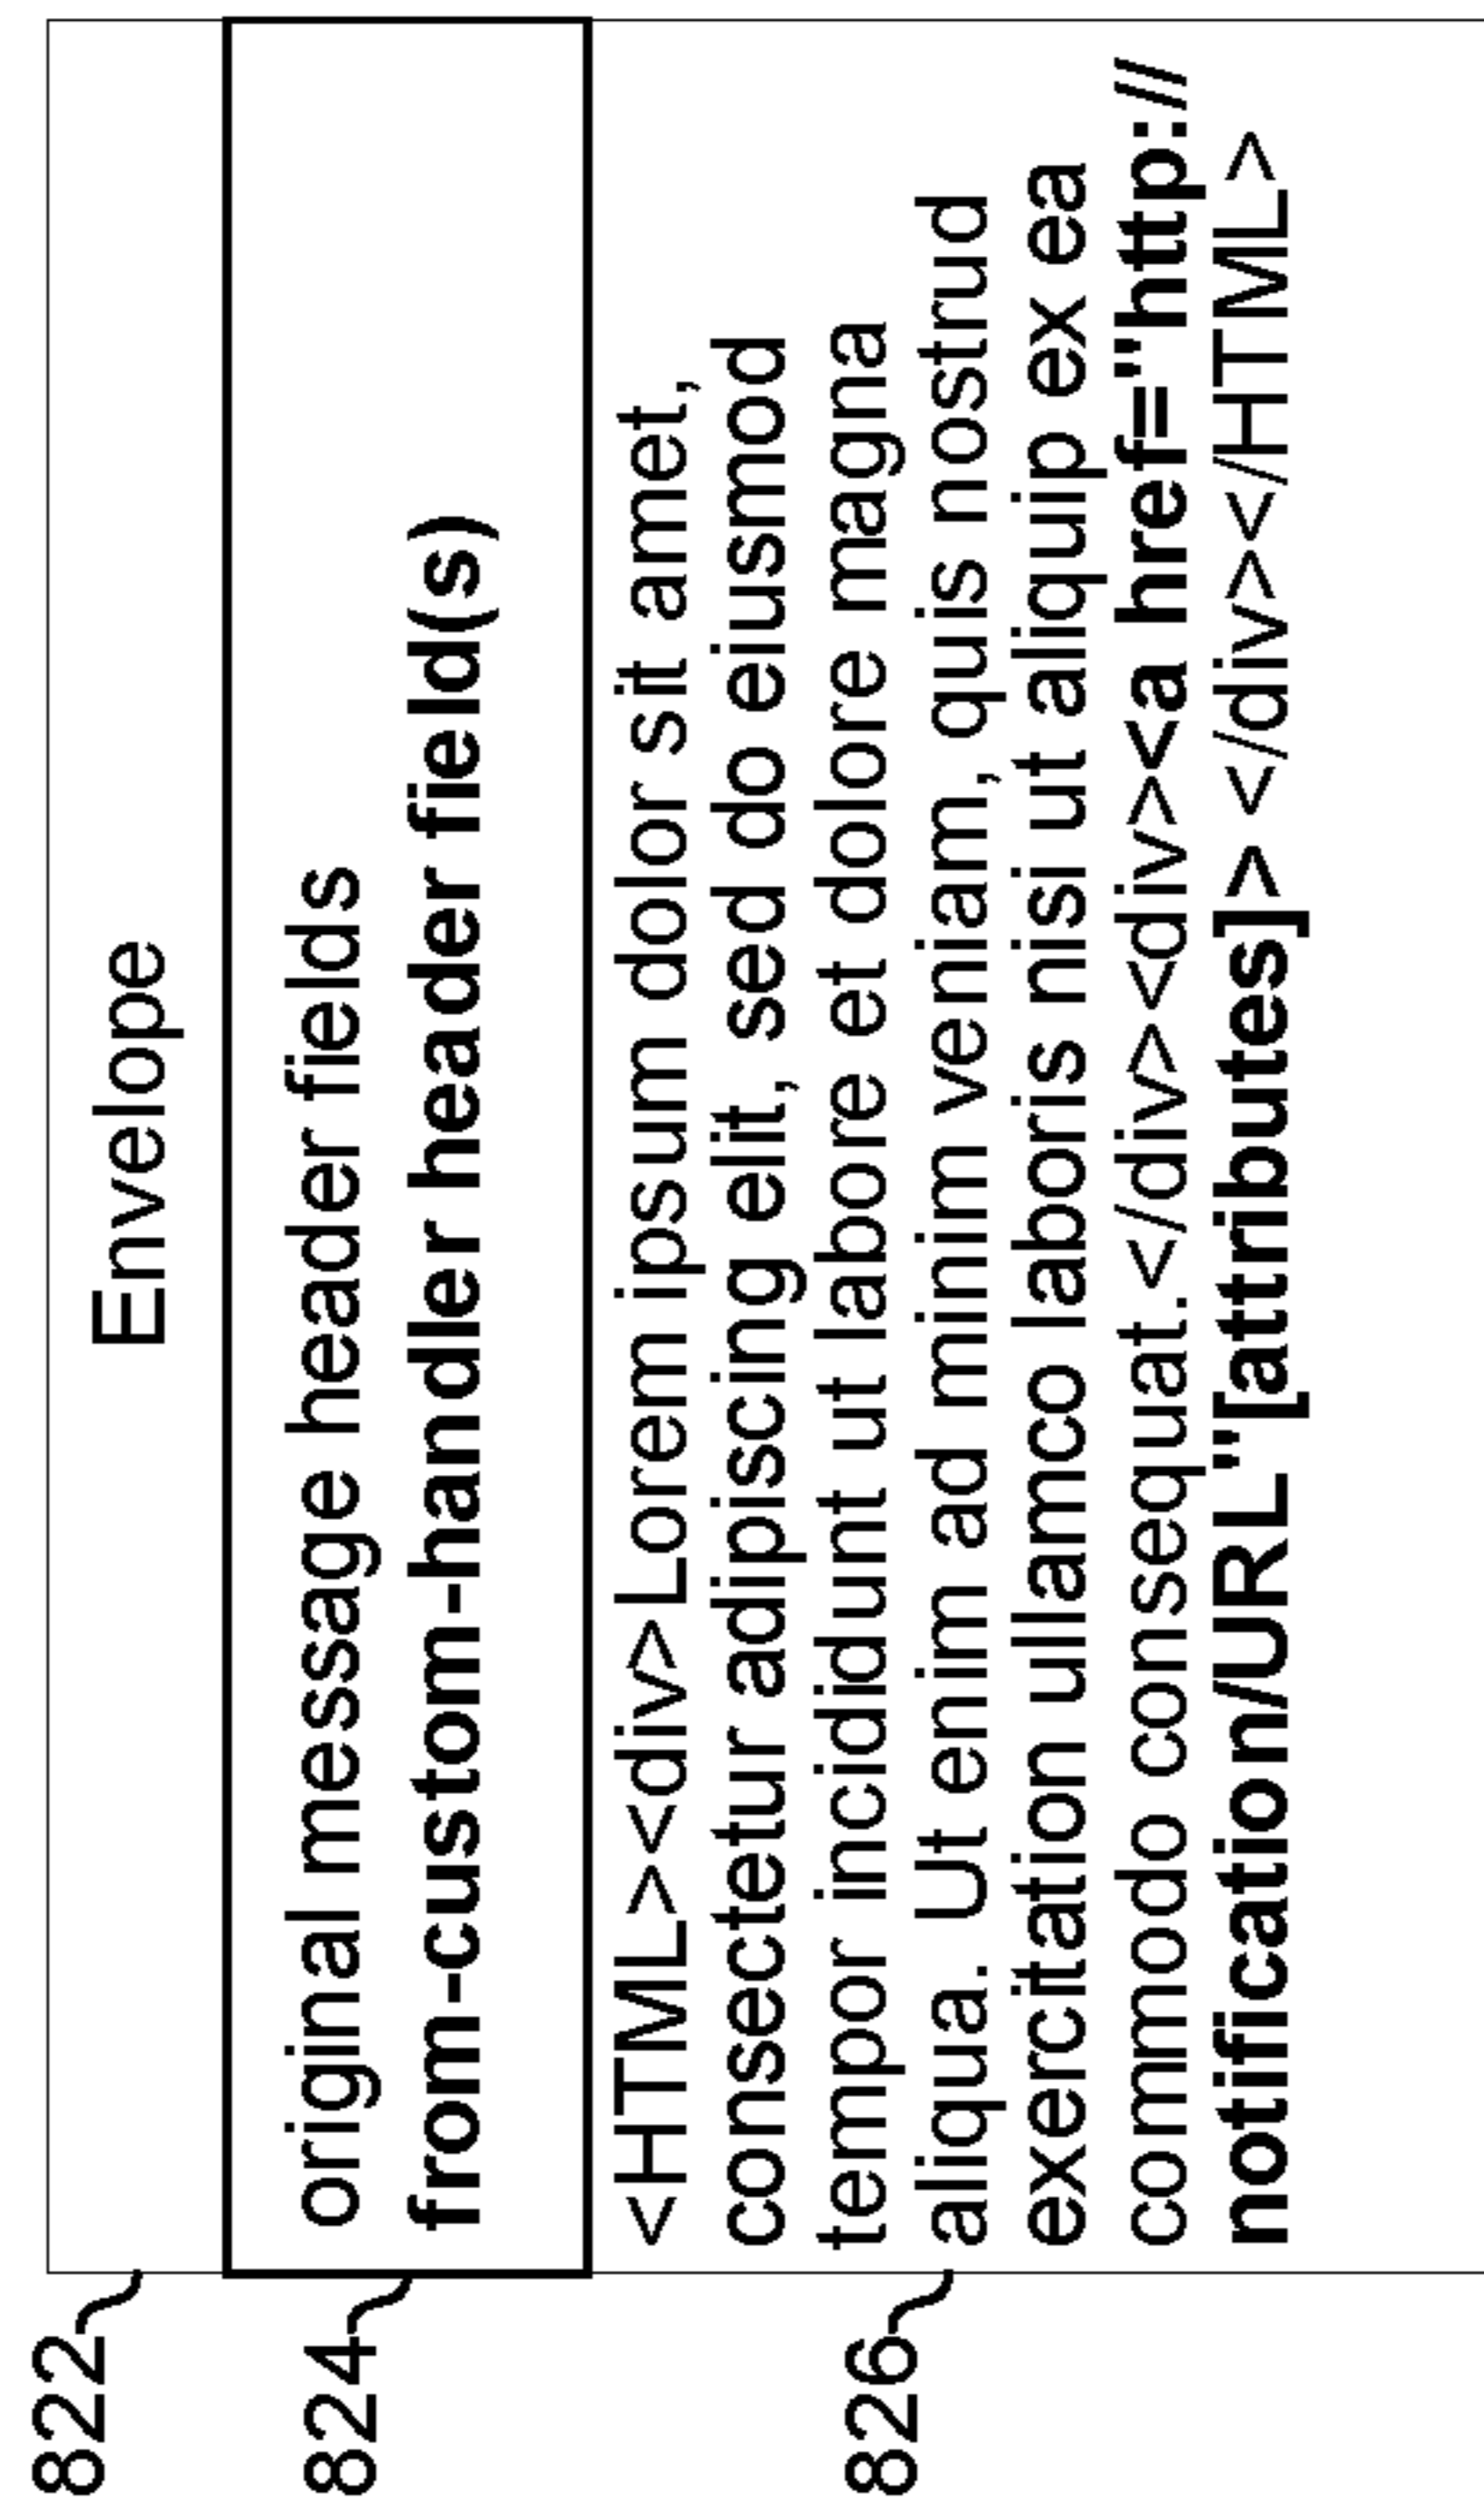 822
Envelope
824
original message header fields
from-custom-handler header field(s)
826
<HTML><div>Lorem ipsum dolor sit amet,
consectetur adipiscing elit, sed do eiusmod
tempor incididunt ut labore et dolore magna
aliqua. Ut enim ad minim veniam, quis nostrud
exercitation ullamco laboris nisi ut aliquip ex ea
commodo consequat.</div><div><a href="http://
notification/URL"[attributes]> </div></HTML>